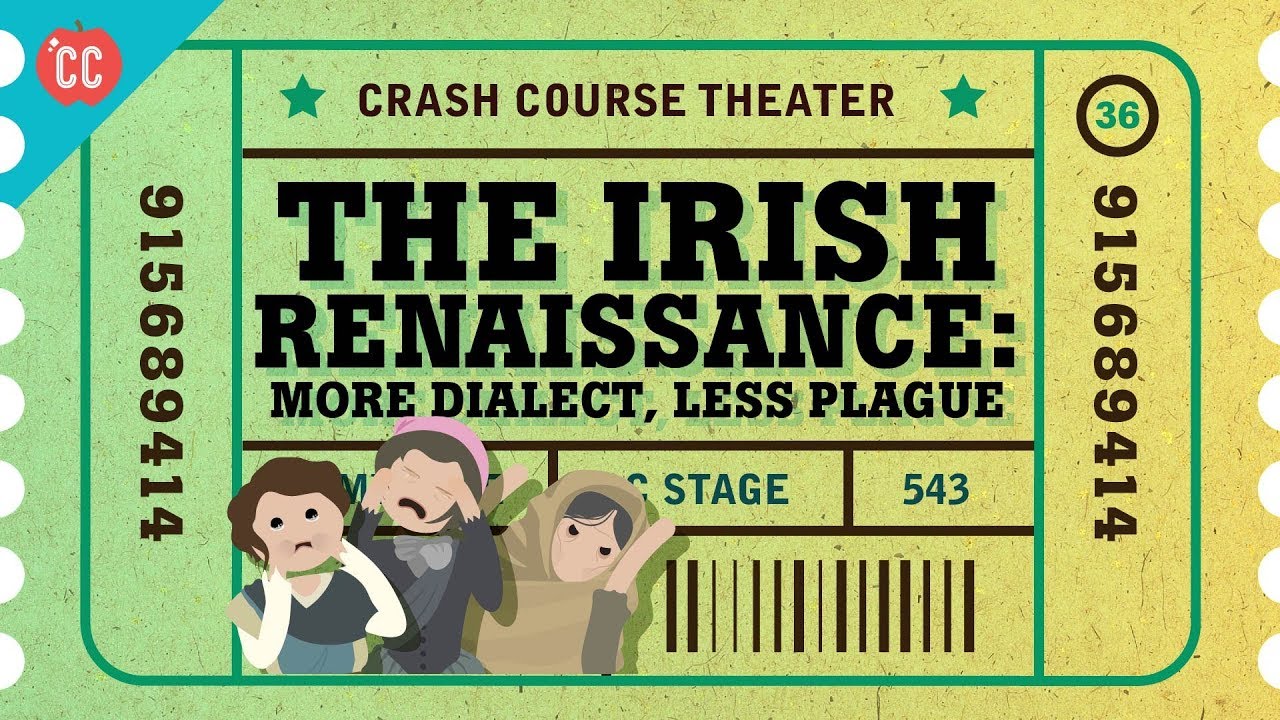 CC
CRASH COURSE THEATER
36
THE IRISH
RENAISSANCE:
MORE DIALECT, LESS PLAGUE
STAGE
543
915689414
915689414